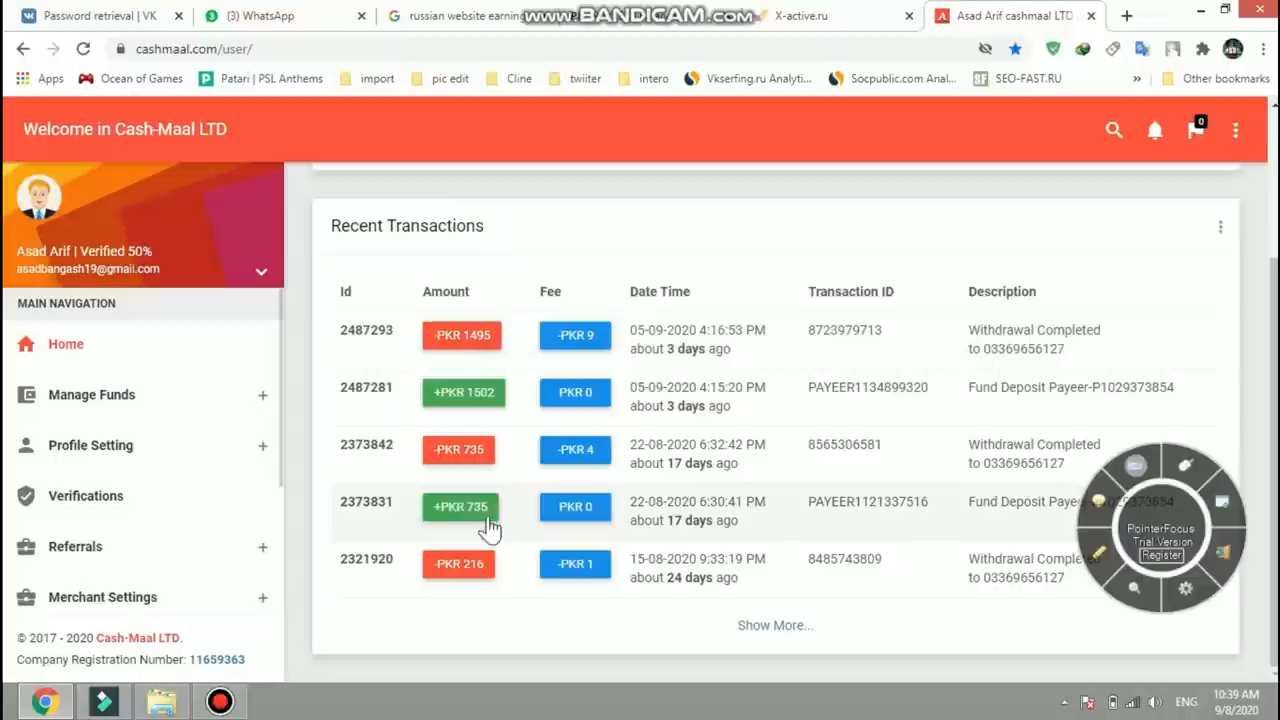 Password retrieval | VK
(3) WhatsApp
russian website earnin
www.BANDICAM.com
X-active.ru
Asad Arif cashmaal LTD
cashmaal.com/user/
Apps
Ocean of Games
Patari | PSL Anthems
import
pic edit
Cline
twiiter
intero
Vkserfing.ru Analyti...
Socpublic.com Anal...
SEO-FAST.RU
»
Other bookmarks
Welcome in Cash-Maal LTD
0
Asad Arif | Verified 50%
asadbangash19@gmail.com
MAIN NAVIGATION
Home
Manage Funds +
Profile Setting +
Verifications
Referrals +
Merchant Settings +
© 2017 - 2020 Cash-Maal LTD.
Company Registration Number: 11659363
Recent Transactions
Id Amount Fee Date Time Transaction ID Description
2487293 -PKR 1495 -PKR 9 05-09-2020 4:16:53 PM 8723979713 Withdrawal Completed
about 3 days ago to 03369656127
2487281 +PKR 1502 PKR 0 05-09-2020 4:15:20 PM PAYEER1134899320 Fund Deposit Payeer-P1029373854
about 3 days ago
2373842 -PKR 735 -PKR 4 22-08-2020 6:32:42 PM 8565306581 Withdrawal Completed
about 17 days ago to 03369656127
2373831 +PKR 735 PKR 0 22-08-2020 6:30:41 PM PAYEER1121337516 Fund Deposit
about 17 days ago
2321920 -PKR 216 -PKR 1 15-08-2020 9:33:19 PM 8485743809 Withdrawal
about 24 days ago to 03369656127
Show More...
PointerFocus
Trial Version
Register
ENG
10:39 AM
9/8/2020